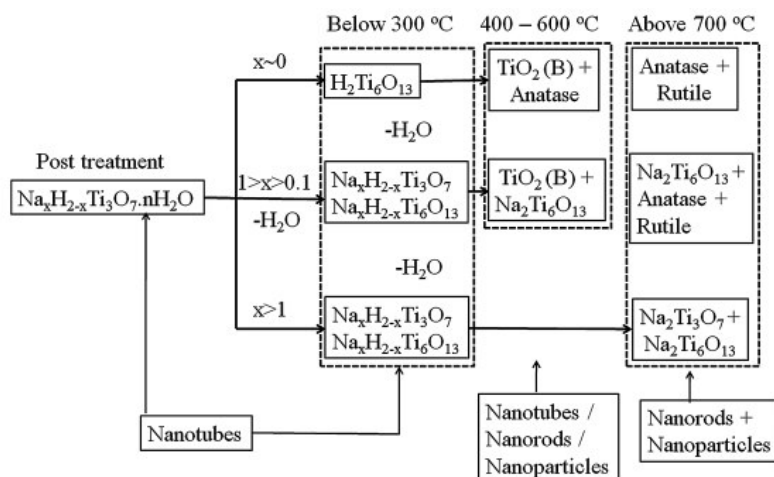 Below 300 ºC
400 – 600 ºC
Above 700 ºC
x~0
H₂Ti₆O₁₃
TiO₂ (B) +
Anatase
Anatase +
Rutile
-H₂O
Post treatment
NaₓH₂₋ₓTi₃O₇.nH₂O
1>x>0.1
-H₂O
NaₓH₂₋ₓTi₃O₇
NaₓH₂₋ₓTi₆O₁₃
TiO₂ (B) +
Na₂Ti₆O₁₃
Na₂Ti₆O₁₃ +
Anatase +
Rutile
-H₂O
x>1
NaₓH₂₋ₓTi₃O₇
NaₓH₂₋ₓTi₆O₁₃
Na₂Ti₃O₇ +
Na₂Ti₆O₁₃
Nanotubes
Nanotubes /
Nanorods /
Nanoparticles
Nanorods +
Nanoparticles